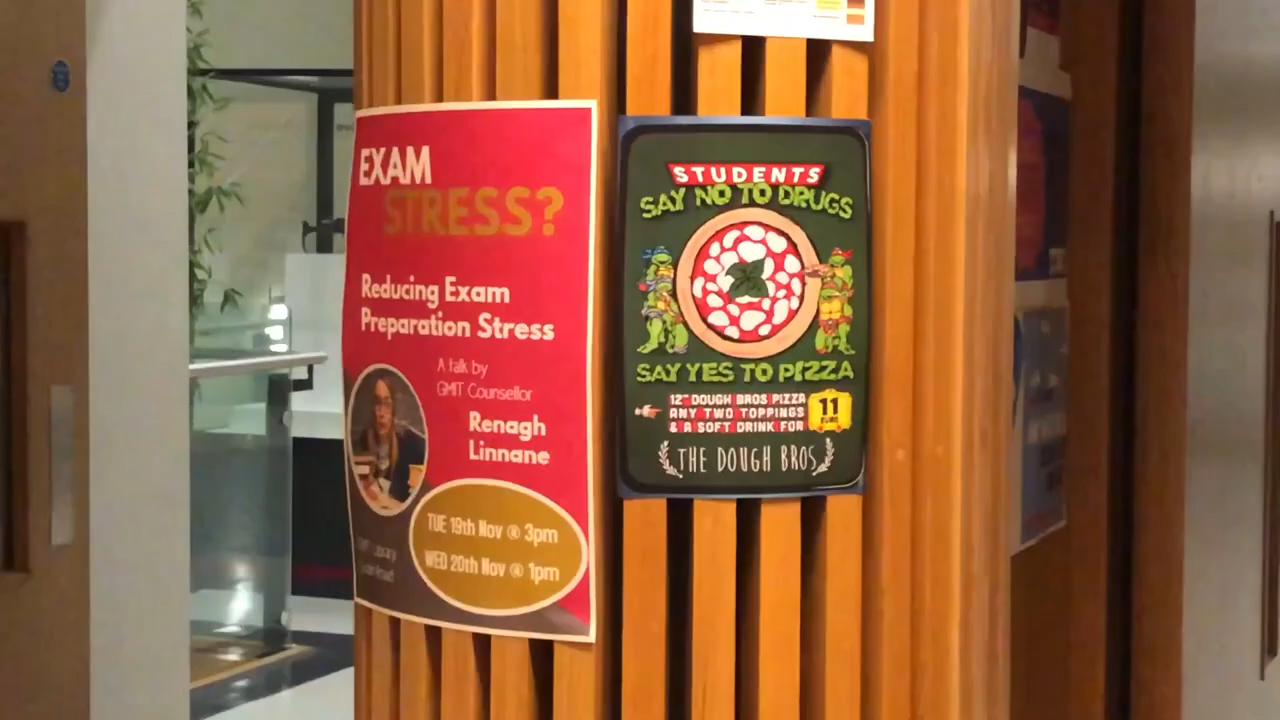 EXAM
STRESS?
Reducing Exam
Preparation Stress
A talk by
GMIT Counsellor
Renagh
Linnane
TUE 19th Nov @ 3pm
WED 20th Nov @ 1pm
Library
STUDENTS
SAY NO TO DRUGS
SAY YES TO PIZZA
12" DOUGH BROS PIZZA
ANY TWO TOPPINGS
& A SOFT DRINK FOR
11
EURO
THE DOUGH BROS